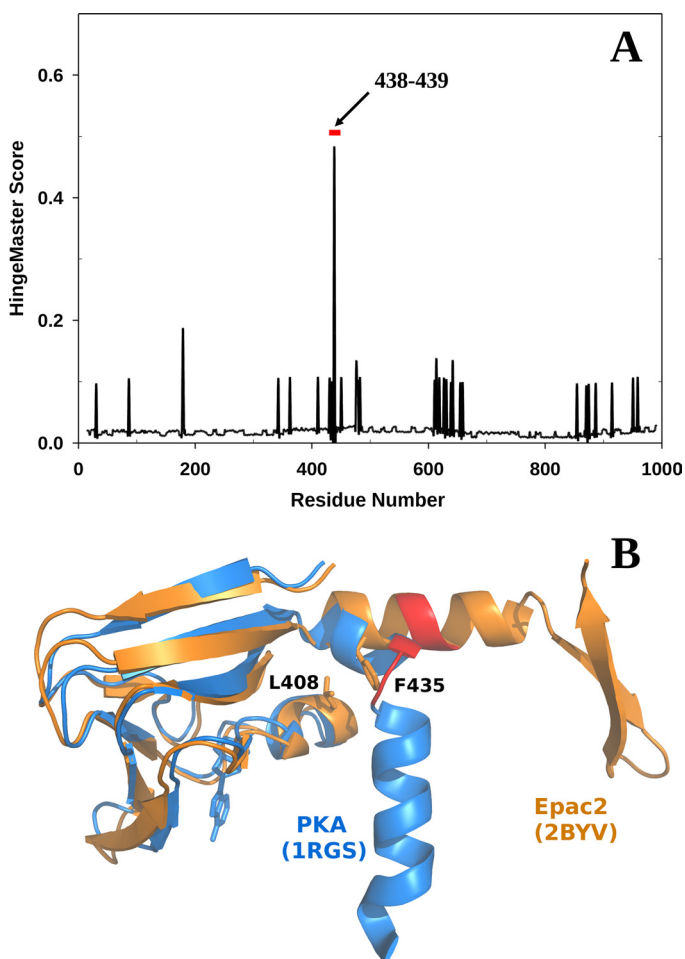 A
438-439
HingeMaster Score
0.6
0.4
0.2
0.0
0 200 400 600 800 1000
Residue Number
B
L408
F435
PKA
(1RGS)
Epac2
(2BYV)